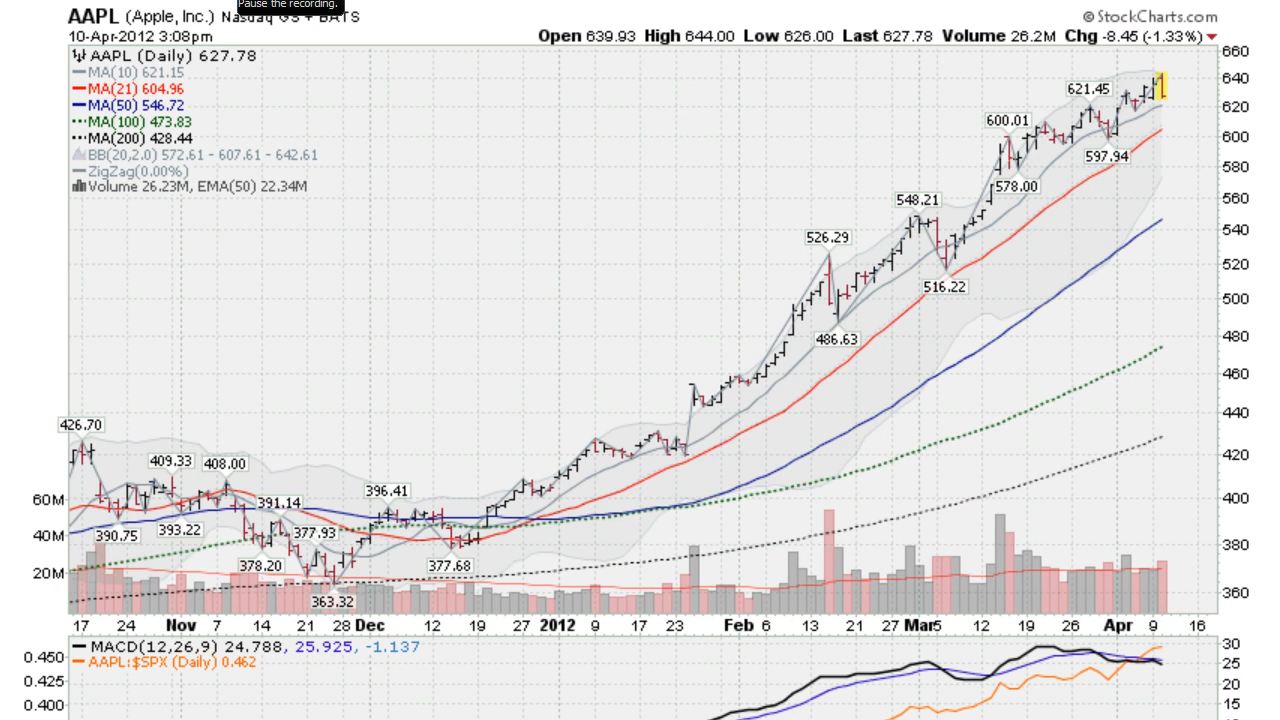 Pause the recording.
AAPL (Apple, Inc.) Nasdaq GS + BATS © StockCharts.com
10-Apr-2012 3:08pm Open 639.93 High 644.00 Low 626.00 Last 627.78 Volume 26.2M Chg -8.45 (-1.33%)
AAPL (Daily) 627.78
MA(10) 621.15
MA(21) 604.96
MA(50) 546.72
MA(100) 473.83
MA(200) 428.44
BB(20,2.0) 572.61 - 607.61 - 642.61
ZigZag(0.00%)
Volume 26.23M, EMA(50) 22.34M
660
640
621.45
620
600.01
600
597.94
580
578.00
560
548.21
540
526.29
520
516.22
500
486.63
480
460
440
426.70
420
409.33 408.00
396.41
391.14
60M 400
393.22
377.93
390.75
40M 380
378.20 377.68
20M
363.32 360
17 24 Nov 7 14 21 28 Dec 12 19 27 2012 9 17 23 Feb 6 13 21 27 Mar 5 12 19 26 Apr 9 16
MACD(12,26,9) 24.788, 25.925, -1.137
AAPL:$SPX (Daily) 0.462
0.450
0.425
0.400
30
25
20
15